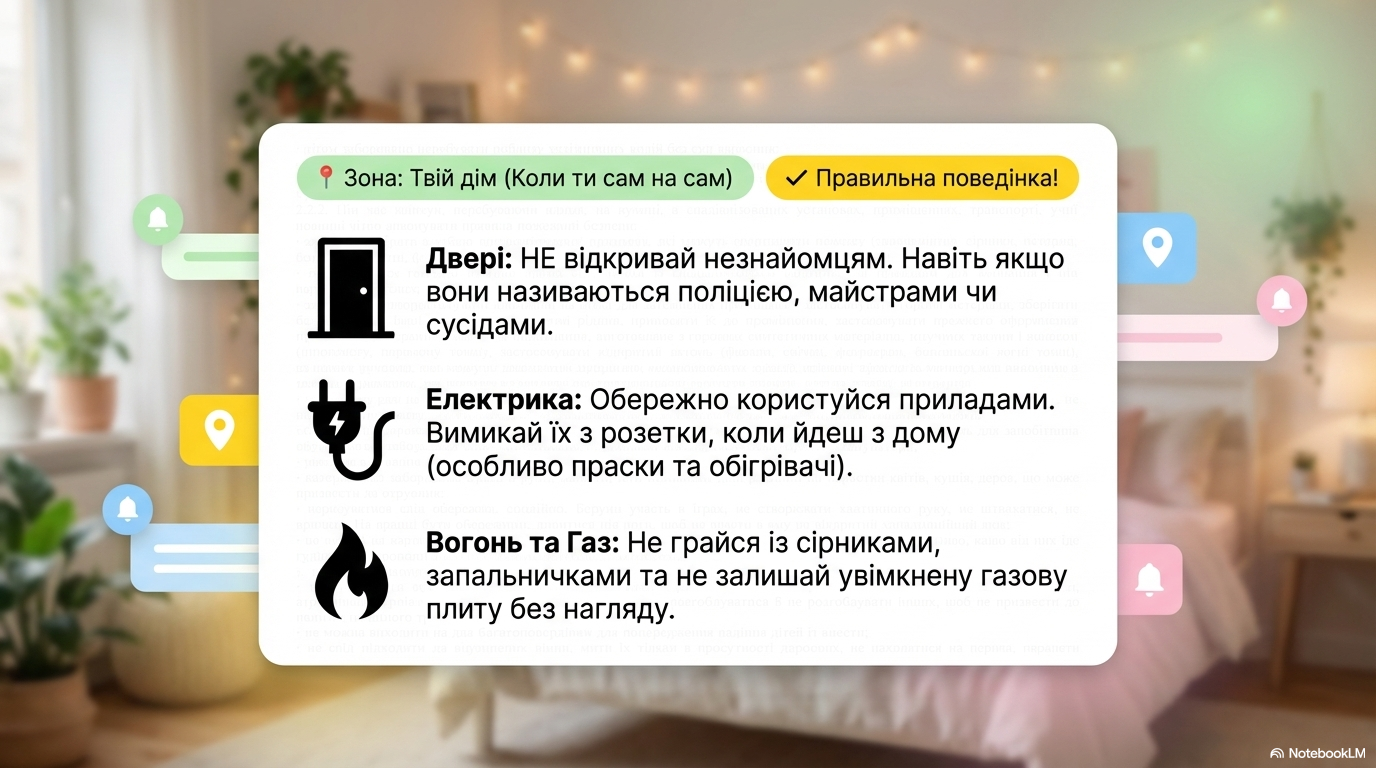 📍 Зона: Твій дім (Коли ти сам на сам)
✓ Правильна поведінка!
Двері: НЕ відкривай незнайомцям. Навіть якщо
вони називаються поліцією, майстрами чи
сусідами.
Електрика: Обережно користуйся приладами.
Вимикай їх з розетки, коли йдеш з дому
(особливо праски та обігрівачі).
Вогонь та Газ: Не грайся із сірниками,
запальничками та не залишай увімкнену газову
плиту без нагляду.
NotebookLM